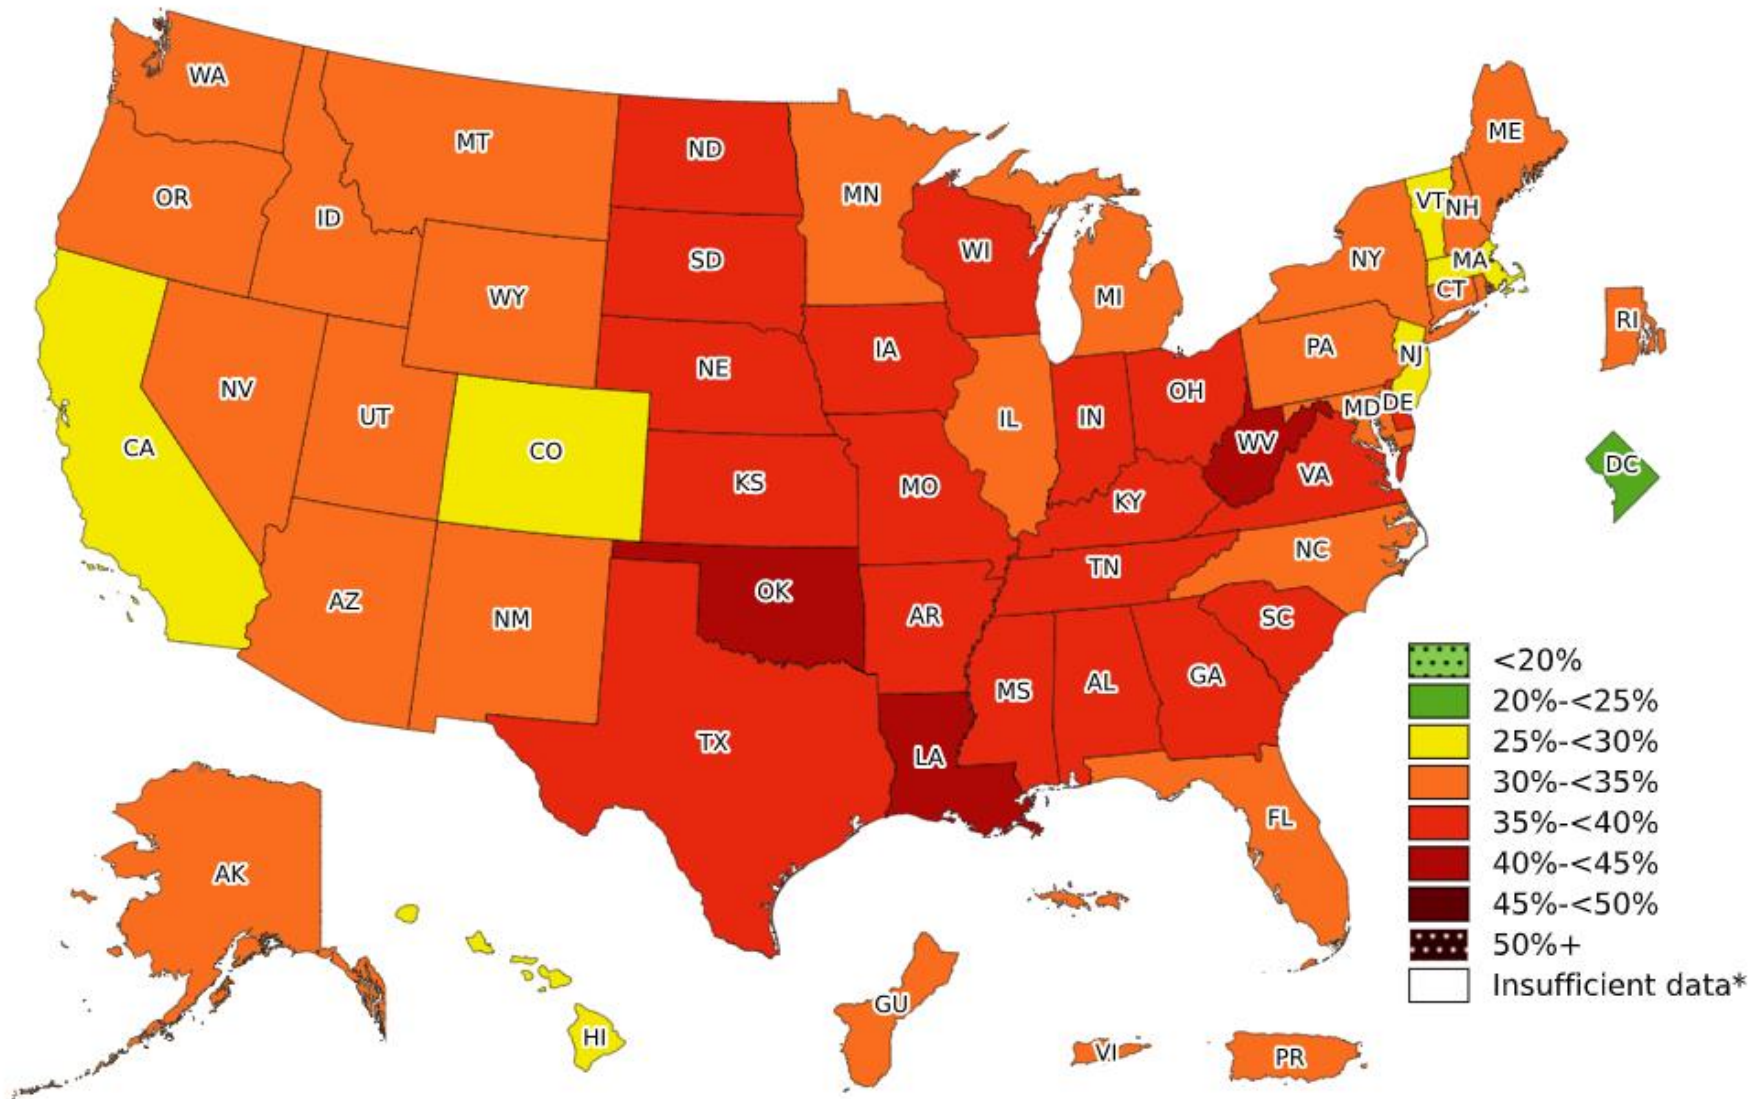 WA
MT
ND
MN
ME
OR
ID
SD
WI
VT
NH
NY
MA
WY
MI
CT
RI
NE
IA
PA
NJ
NV
UT
IL
IN
OH
MD
DE
CA
CO
KS
MO
WV
VA
DC
KY
NC
TN
AZ
NM
OK
AR
SC
MS
AL
GA
TX
LA
FL
AK
HI
GU
VI
PR
<20%
20%-<25%
25%-<30%
30%-<35%
35%-<40%
40%-<45%
45%-<50%
50%+
Insufficient data*